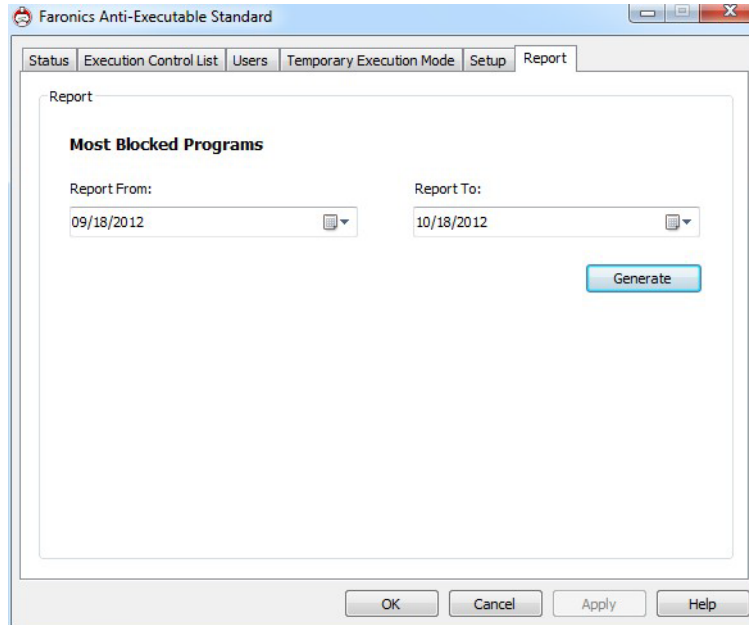 Faronics Anti-Executable Standard
Status Execution Control List Users Temporary Execution Mode Setup Report
Report
Most Blocked Programs
Report From: Report To:
09/18/2012 10/18/2012
Generate
OK Cancel Apply Help